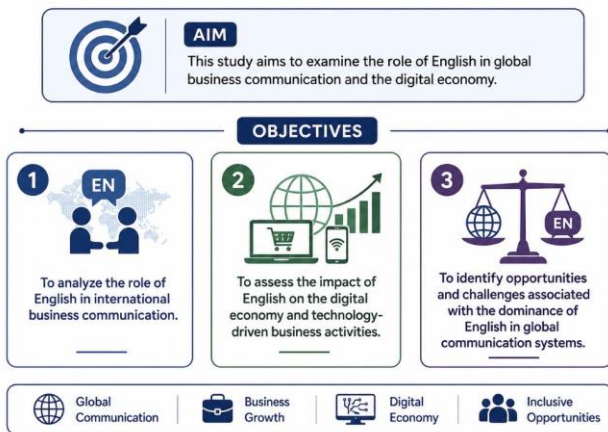 AIM
This study aims to examine the role of English in global
business communication and the digital economy.
OBJECTIVES
1
EN
To analyze the role of
English in international
business communication.
2
To assess the impact of
English on the digital
economy and technology-
driven business activities.
3
EN
To identify opportunities
and challenges associated
with the dominance of
English in global
communication systems.
Global
Communication
Business
Growth
Digital
Economy
Inclusive
Opportunities